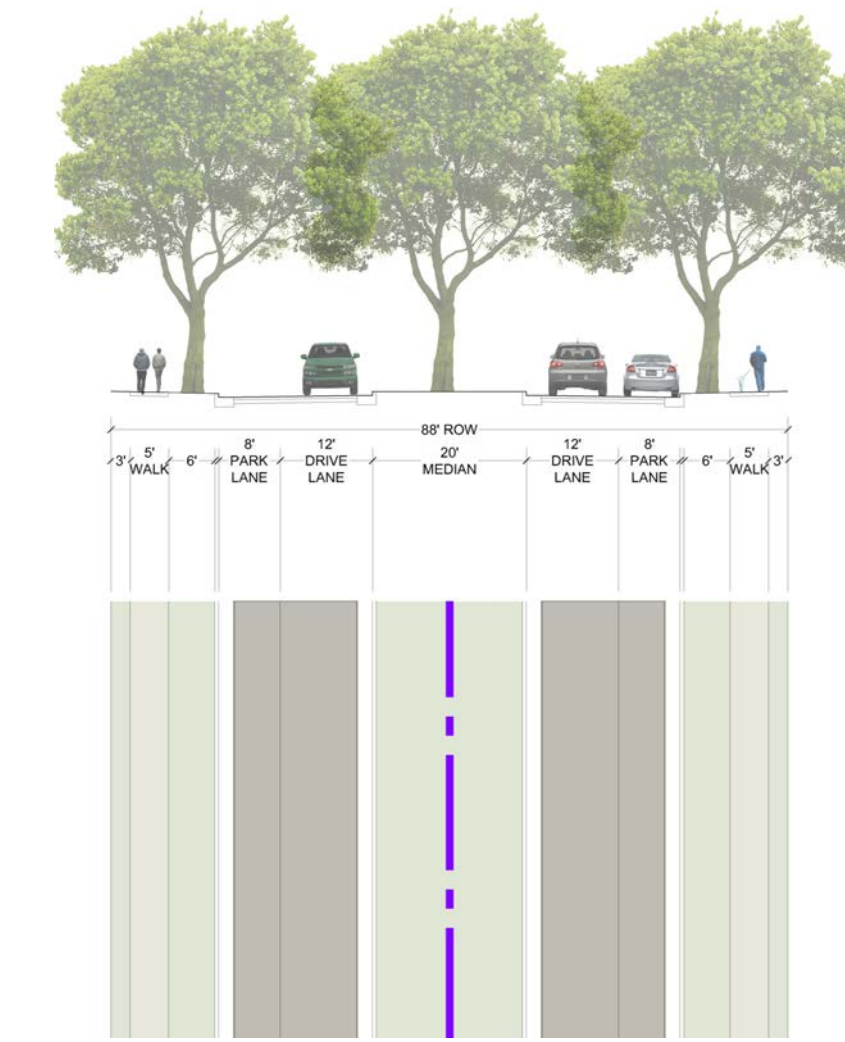 88' ROW
3'
5'
WALK
6'
8'
PARK
LANE
12'
DRIVE
LANE
20'
MEDIAN
12'
DRIVE
LANE
8'
PARK
LANE
6'
5'
WALK
3'